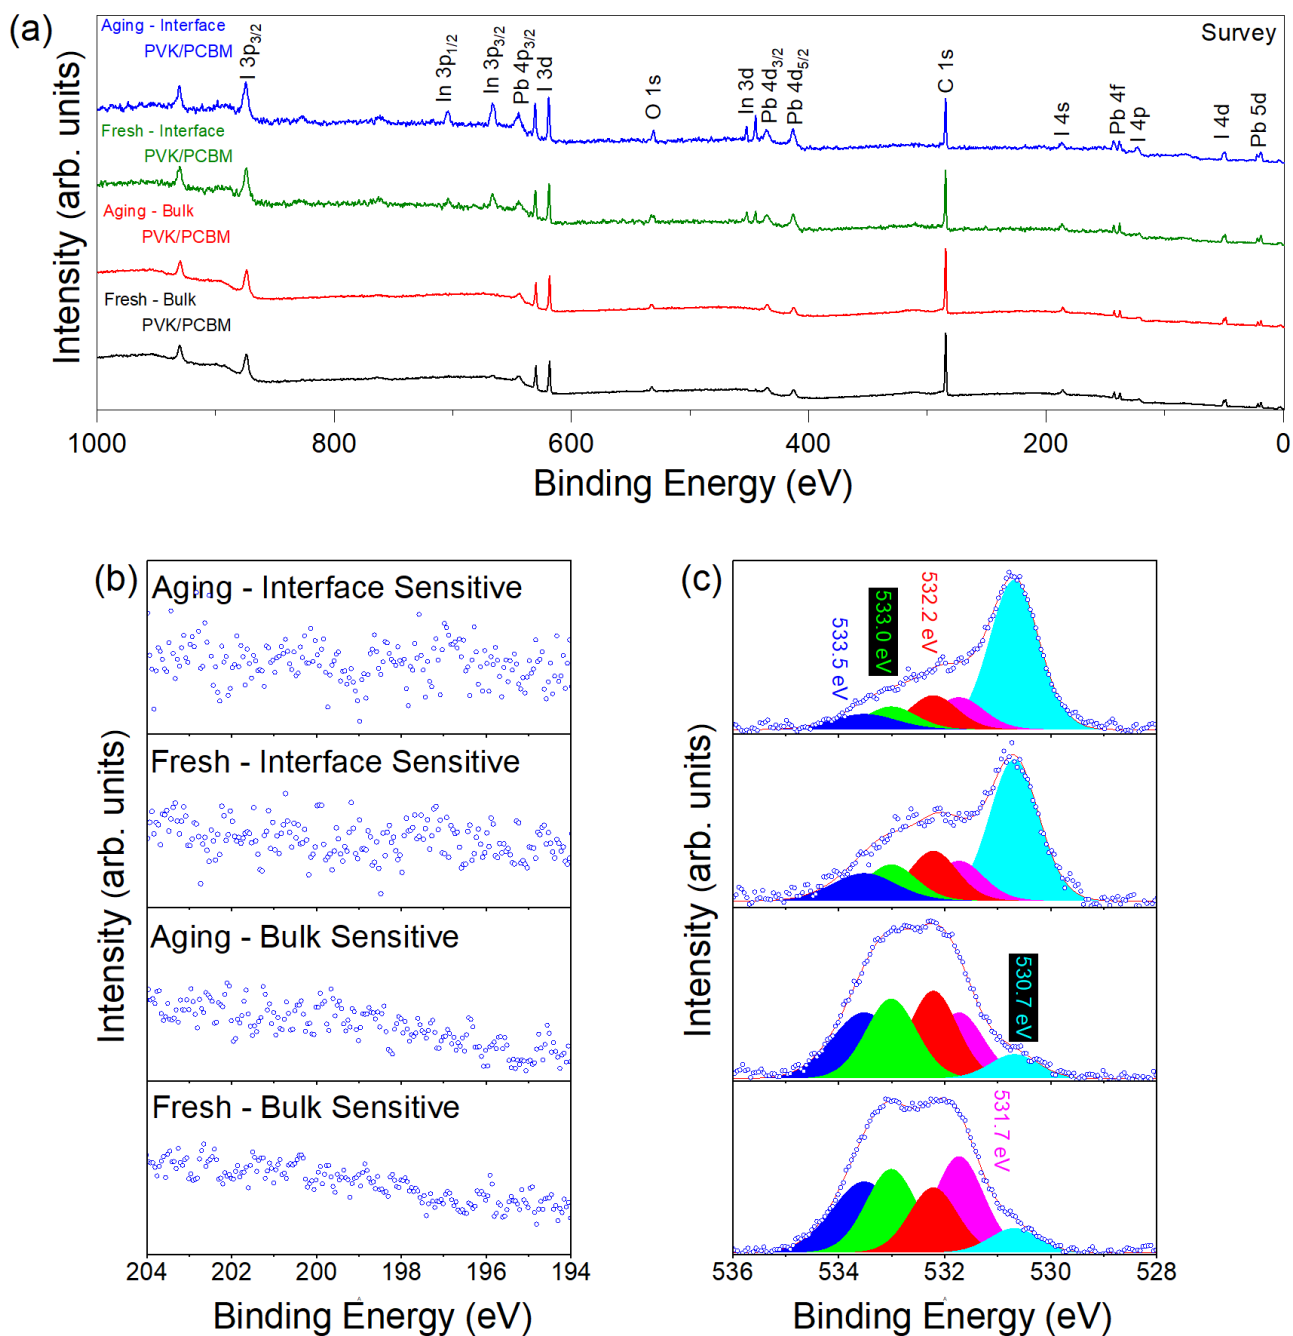 (a)
Survey
Aging - Interface
PVK/PCBM
Fresh - Interface
PVK/PCBM
Aging - Bulk
PVK/PCBM
Fresh - Bulk
PVK/PCBM
I 3p3/2
In 3p1/2
In 3p3/2
Pb 4p3/2
I 3d
O 1s
In 3d
Pb 4d3/2
Pb 4d5/2
C 1s
I 4s
Pb 4f
I 4p
I 4d
Pb 5d
Intensity (arb. units)
1000 800 600 400 200 0
Binding Energy (eV)
(b)
Aging - Interface Sensitive
Fresh - Interface Sensitive
Aging - Bulk Sensitive
Fresh - Bulk Sensitive
Intensity (arb. units)
204 202 200 198 196 194
Binding Energy (eV)
(c)
533.5 eV
533.0 eV
532.2 eV
530.7 eV
531.7 eV
Intensity (arb. units)
536 534 532 530 528
Binding Energy (eV)